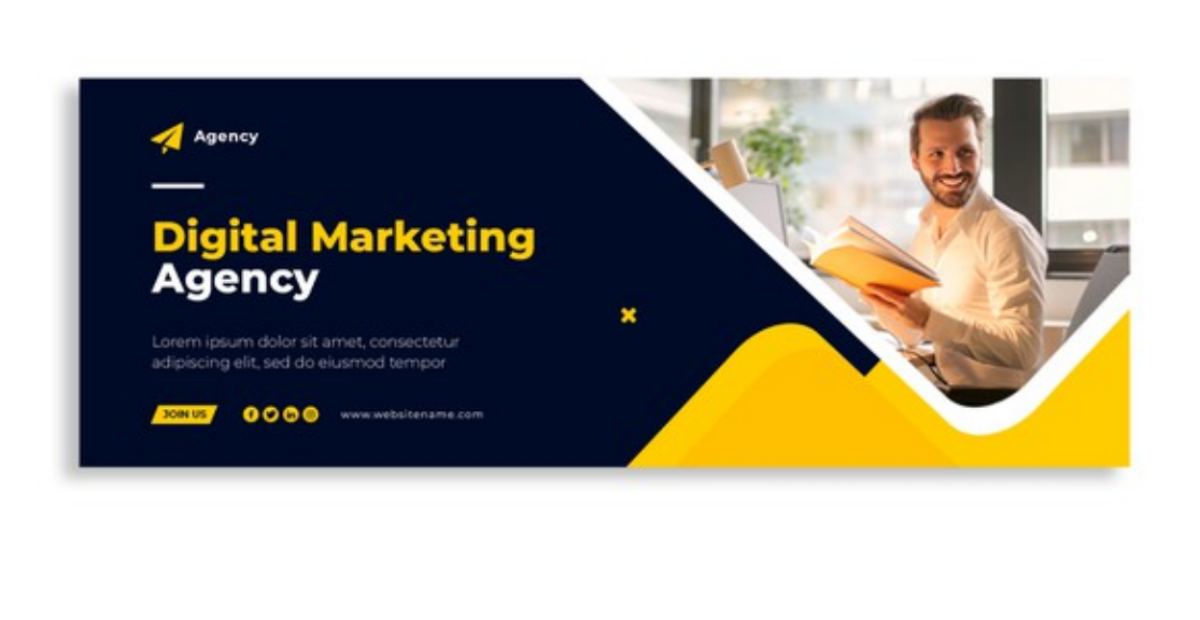 Agency
Digital Marketing
Agency
Lorem ipsum dolor sit amet, consectetur
adipiscing elit, sed do eiusmod tempor
JOIN US
www.websitename.com